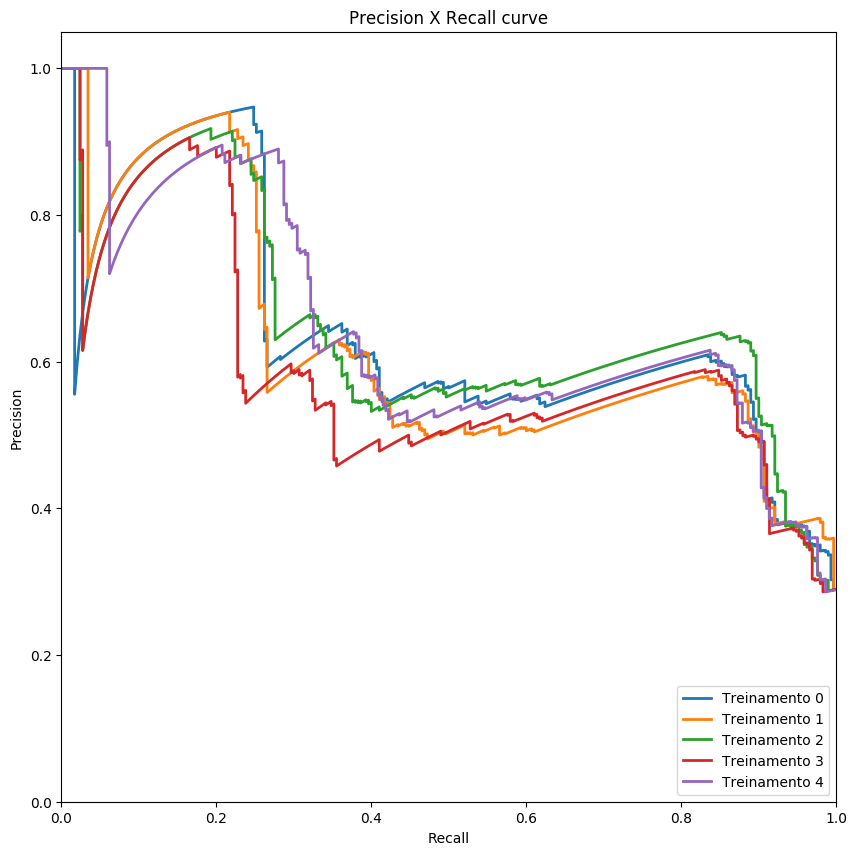 Precision X Recall curve
1.0
0.8
0.6
0.4
0.2
0.0
Precision
0.0 0.2 0.4 0.6 0.8 1.0
Recall
Treinamento 0
Treinamento 1
Treinamento 2
Treinamento 3
Treinamento 4